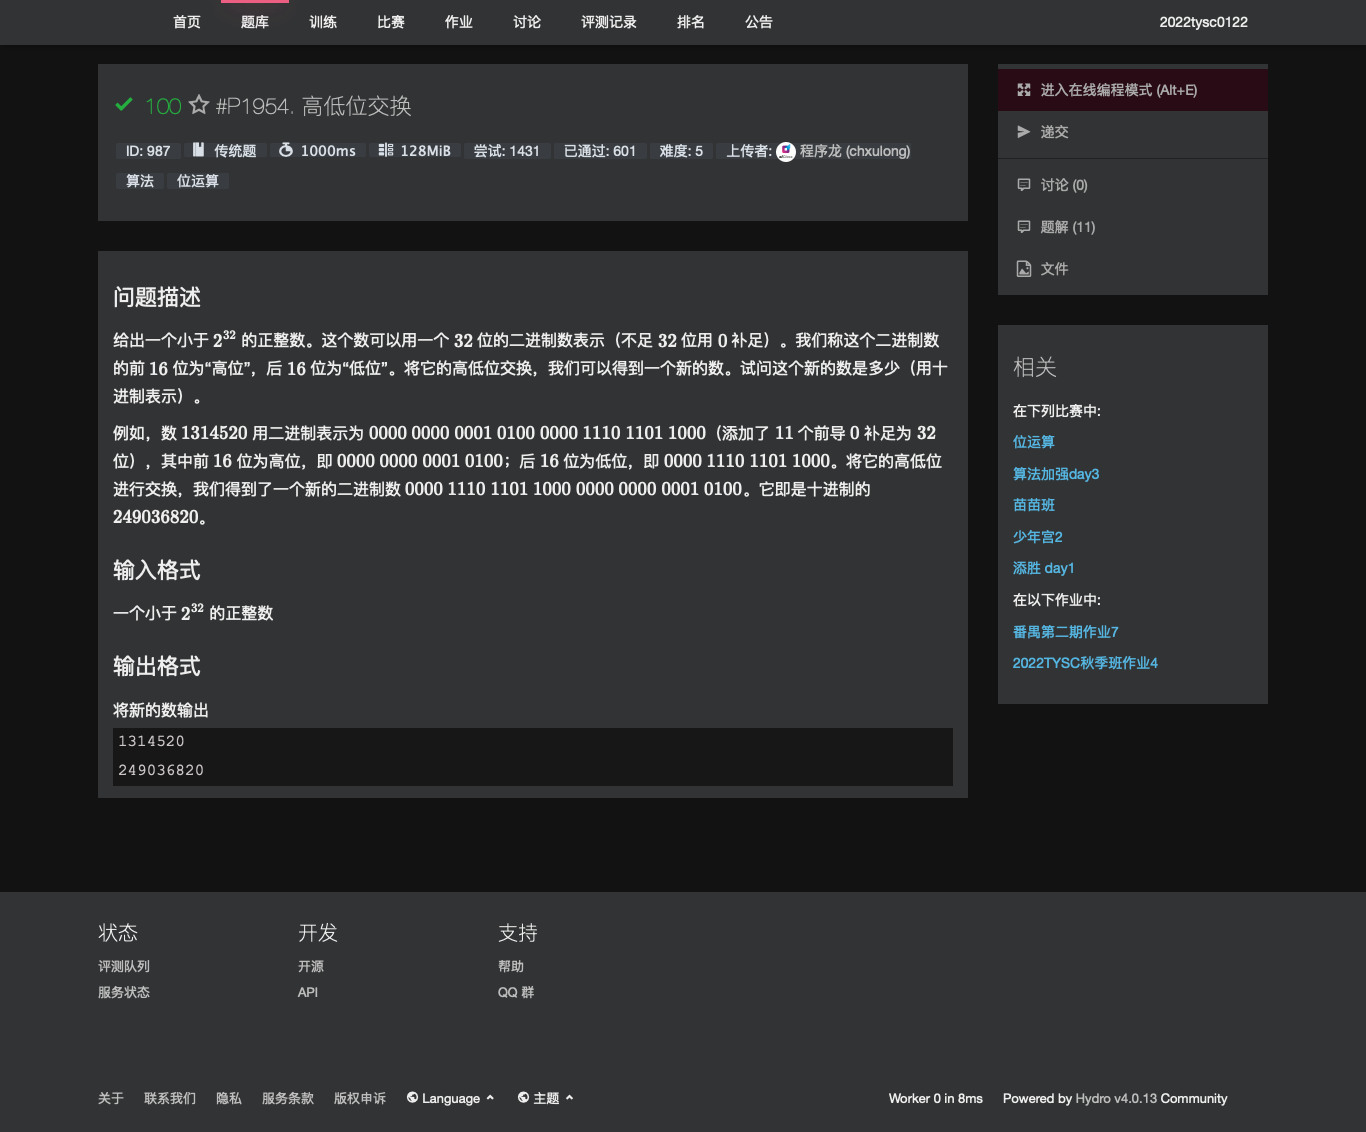 首页 题库 训练 比赛 作业 讨论 评测记录 排名 公告 2022tysc0122
100 #P1954. 高低位交换
ID: 987 传统题 1000ms 128MiB 尝试: 1431 已通过: 601 难度: 5 上传者: 程序龙 (chxulong)
算法 位运算
问题描述
给出一个小于 2^32 的正整数。这个数可以用一个 32 位的二进制数表示（不足 32 位用 0 补足）。我们称这个二进制数
的前 16 位为“高位”，后 16 位为“低位”。将它的高低位交换，我们可以得到一个新的数。试问这个新的数是多少（用十
进制表示）。
例如，数 1314520 用二进制表示为 0000 0000 0001 0100 0000 1110 1101 1000（添加了 11 个前导 0 补足为 32
位），其中前 16 位为高位，即 0000 0000 0001 0100；后 16 位为低位，即 0000 1110 1101 1000。将它的高低位
进行交换，我们得到了一个新的二进制数 0000 1110 1101 1000 0000 0000 0001 0100。它即是十进制的
249036820。
输入格式
一个小于 2^32 的正整数
输出格式
将新的数输出
1314520
249036820
进入在线编程模式 (Alt+E)
递交
讨论 (0)
题解 (11)
文件
相关
在下列比赛中:
位运算
算法加强day3
苗苗班
少年宫2
添胜 day1
在以下作业中:
番禺第二期作业7
2022TYSC秋季班作业4
状态
评测队列
服务状态
开发
开源
API
支持
帮助
QQ 群
关于 联系我们 隐私 服务条款 版权申诉 Language 主题 Worker 0 in 8ms Powered by Hydro v4.0.13 Community